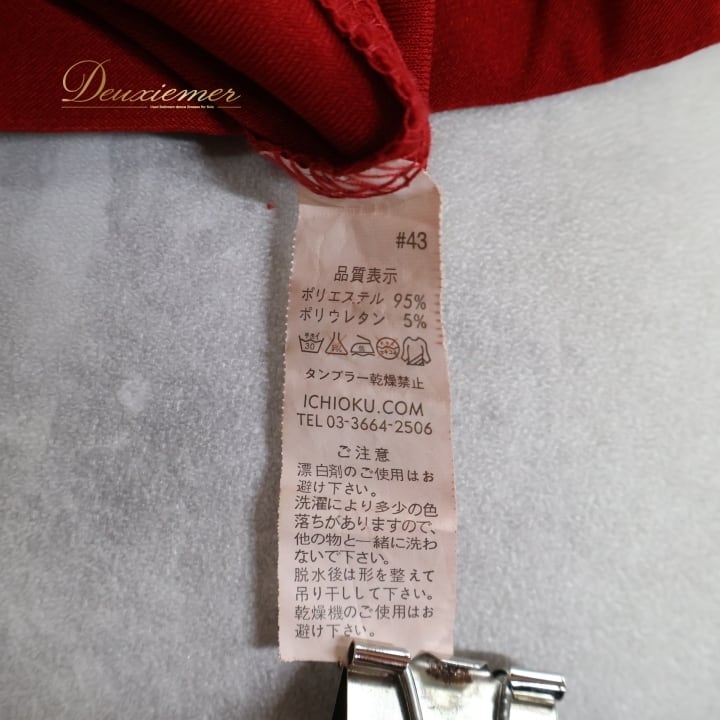 Deuxiemer
#43
品質表示
ポリエステル 95%
ポリウレタン 5%
30
タンブラー乾燥禁止
ICHIOKU.COM
TEL 03-3664-2506
ご注意
漂白剤のご使用はお
避け下さい。
洗濯により多少の色
落ちがありますので、
他の物と一緒に洗わ
ないで下さい。
脱水後は形を整えて
吊り干しして下さい。
乾燥機のご使用はお
避け下さい。